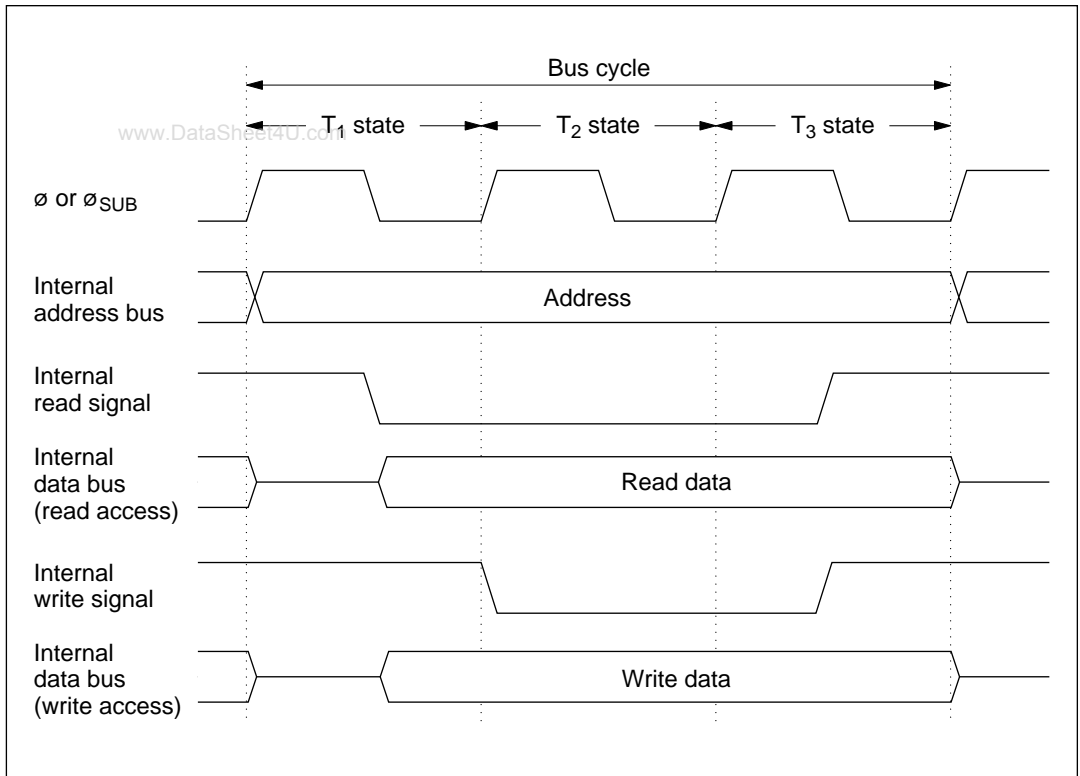 Bus cycle
www.DataSheet4U.com
T₁ state
T₂ state
T₃ state
ø or øSUB
Internal
address bus
Address
Internal
read signal
Internal
data bus
(read access)
Read data
Internal
write signal
Internal
data bus
(write access)
Write data